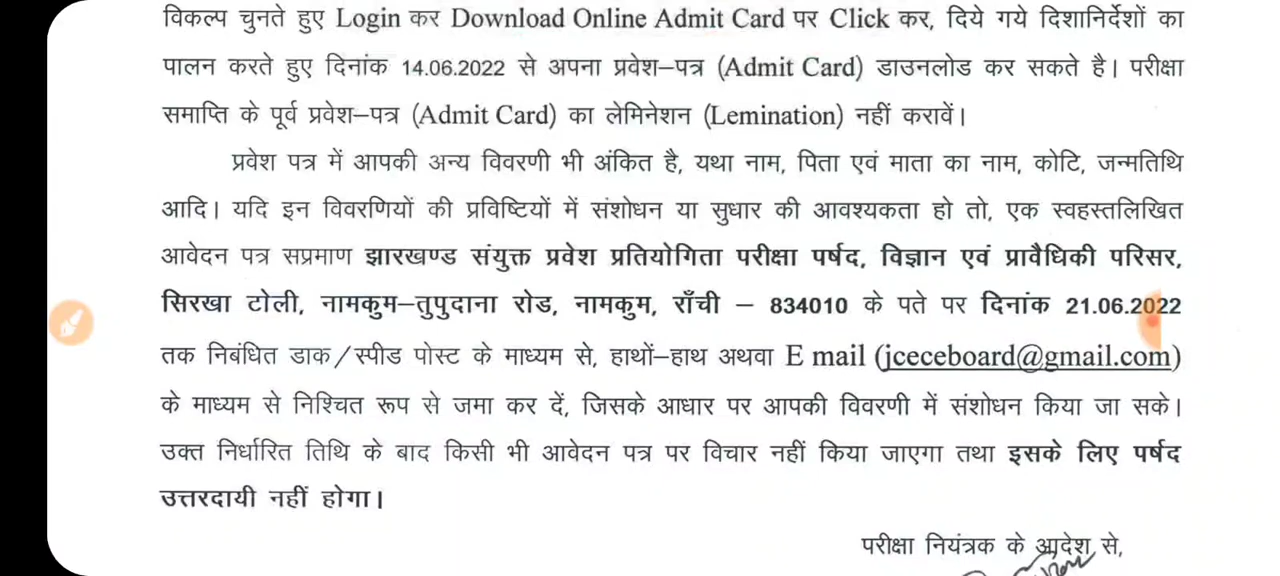 विकल्प चुनते हुए Login कर Download Online Admit Card पर Click कर, दिये गये दिशानिर्देशों का
पालन करते हुए दिनांक 14.06.2022 से अपना प्रवेश–पत्र (Admit Card) डाउनलोड कर सकते है। परीक्षा
समाप्ति के पूर्व प्रवेश–पत्र (Admit Card) का लेमिनेशन (Lemination) नहीं करावें।
प्रवेश पत्र में आपकी अन्य विवरणी भी अंकित है, यथा नाम, पिता एवं माता का नाम, कोटि, जन्मतिथि
आदि। यदि इन विवरणियों की प्रविष्टियों में संशोधन या सुधार की आवश्यकता हो तो, एक स्वहस्तलिखित
आवेदन पत्र सप्रमाण झारखण्ड संयुक्त प्रवेश प्रतियोगिता परीक्षा पर्षद, विज्ञान एवं प्रावैधिकी परिसर,
सिरखा टोली, नामकुम–तुपुदाना रोड, नामकुम, राँची – 834010 के पते पर दिनांक 21.06.2022
तक निबंधित डाक/स्पीड पोस्ट के माध्यम से, हाथों–हाथ अथवा E mail (jceceboard@gmail.com)
के माध्यम से निश्चित रूप से जमा कर दें, जिसके आधार पर आपकी विवरणी में संशोधन किया जा सके।
उक्त निर्धारित तिथि के बाद किसी भी आवेदन पत्र पर विचार नहीं किया जाएगा तथा इसके लिए पर्षद
उत्तरदायी नहीं होगा।
परीक्षा नियंत्रक के आदेश से,